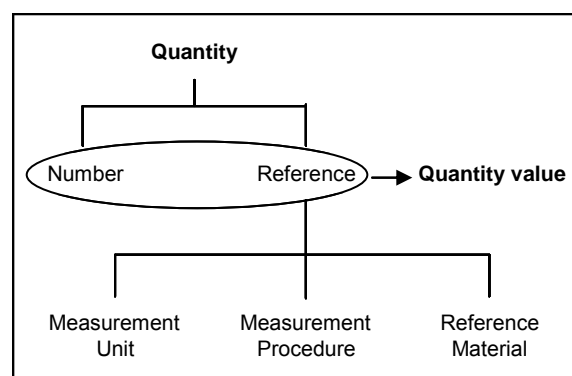 Quantity
Number Reference Quantity value
Measurement Measurement Reference
Unit Procedure Material